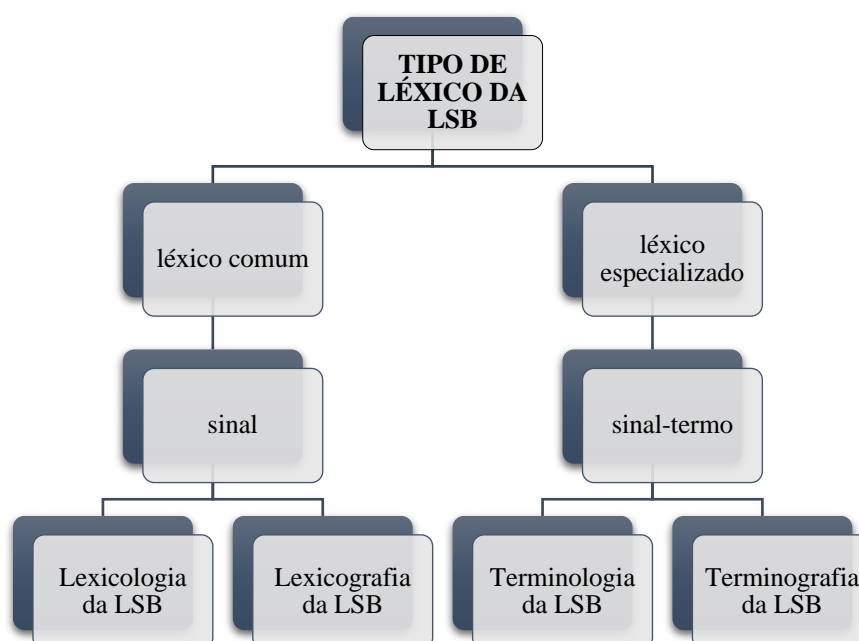 TIPO DE
LÉXICO DA
LSB
léxico comum
léxico
especializado
sinal
sinal-termo
Lexicologia
da LSB
Lexicografia
da LSB
Terminologia
da LSB
Terminografia
da LSB